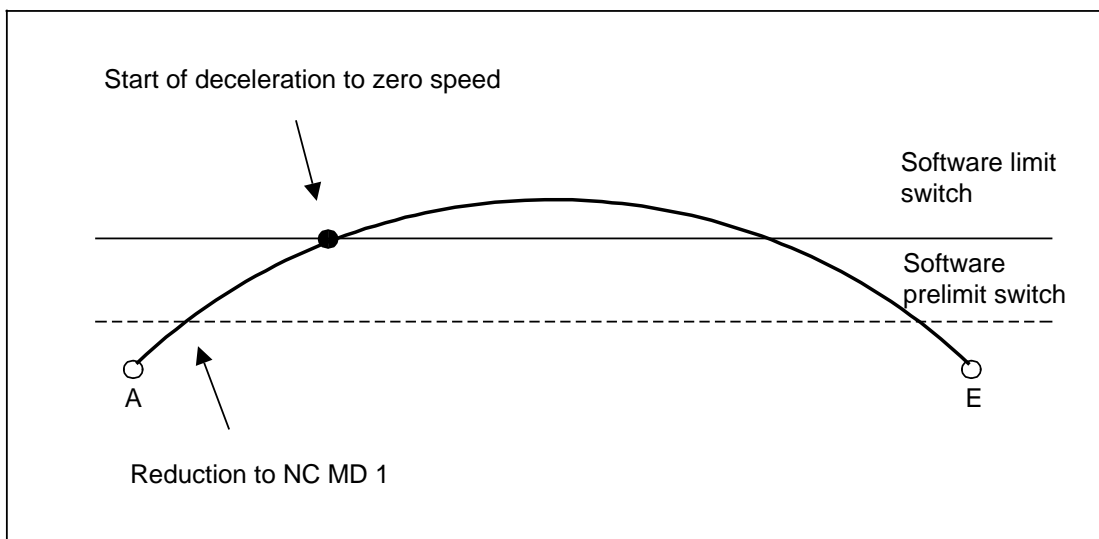 Start of deceleration to zero speed
Software limit
switch
Software
prelimit switch
A
E
Reduction to NC MD 1